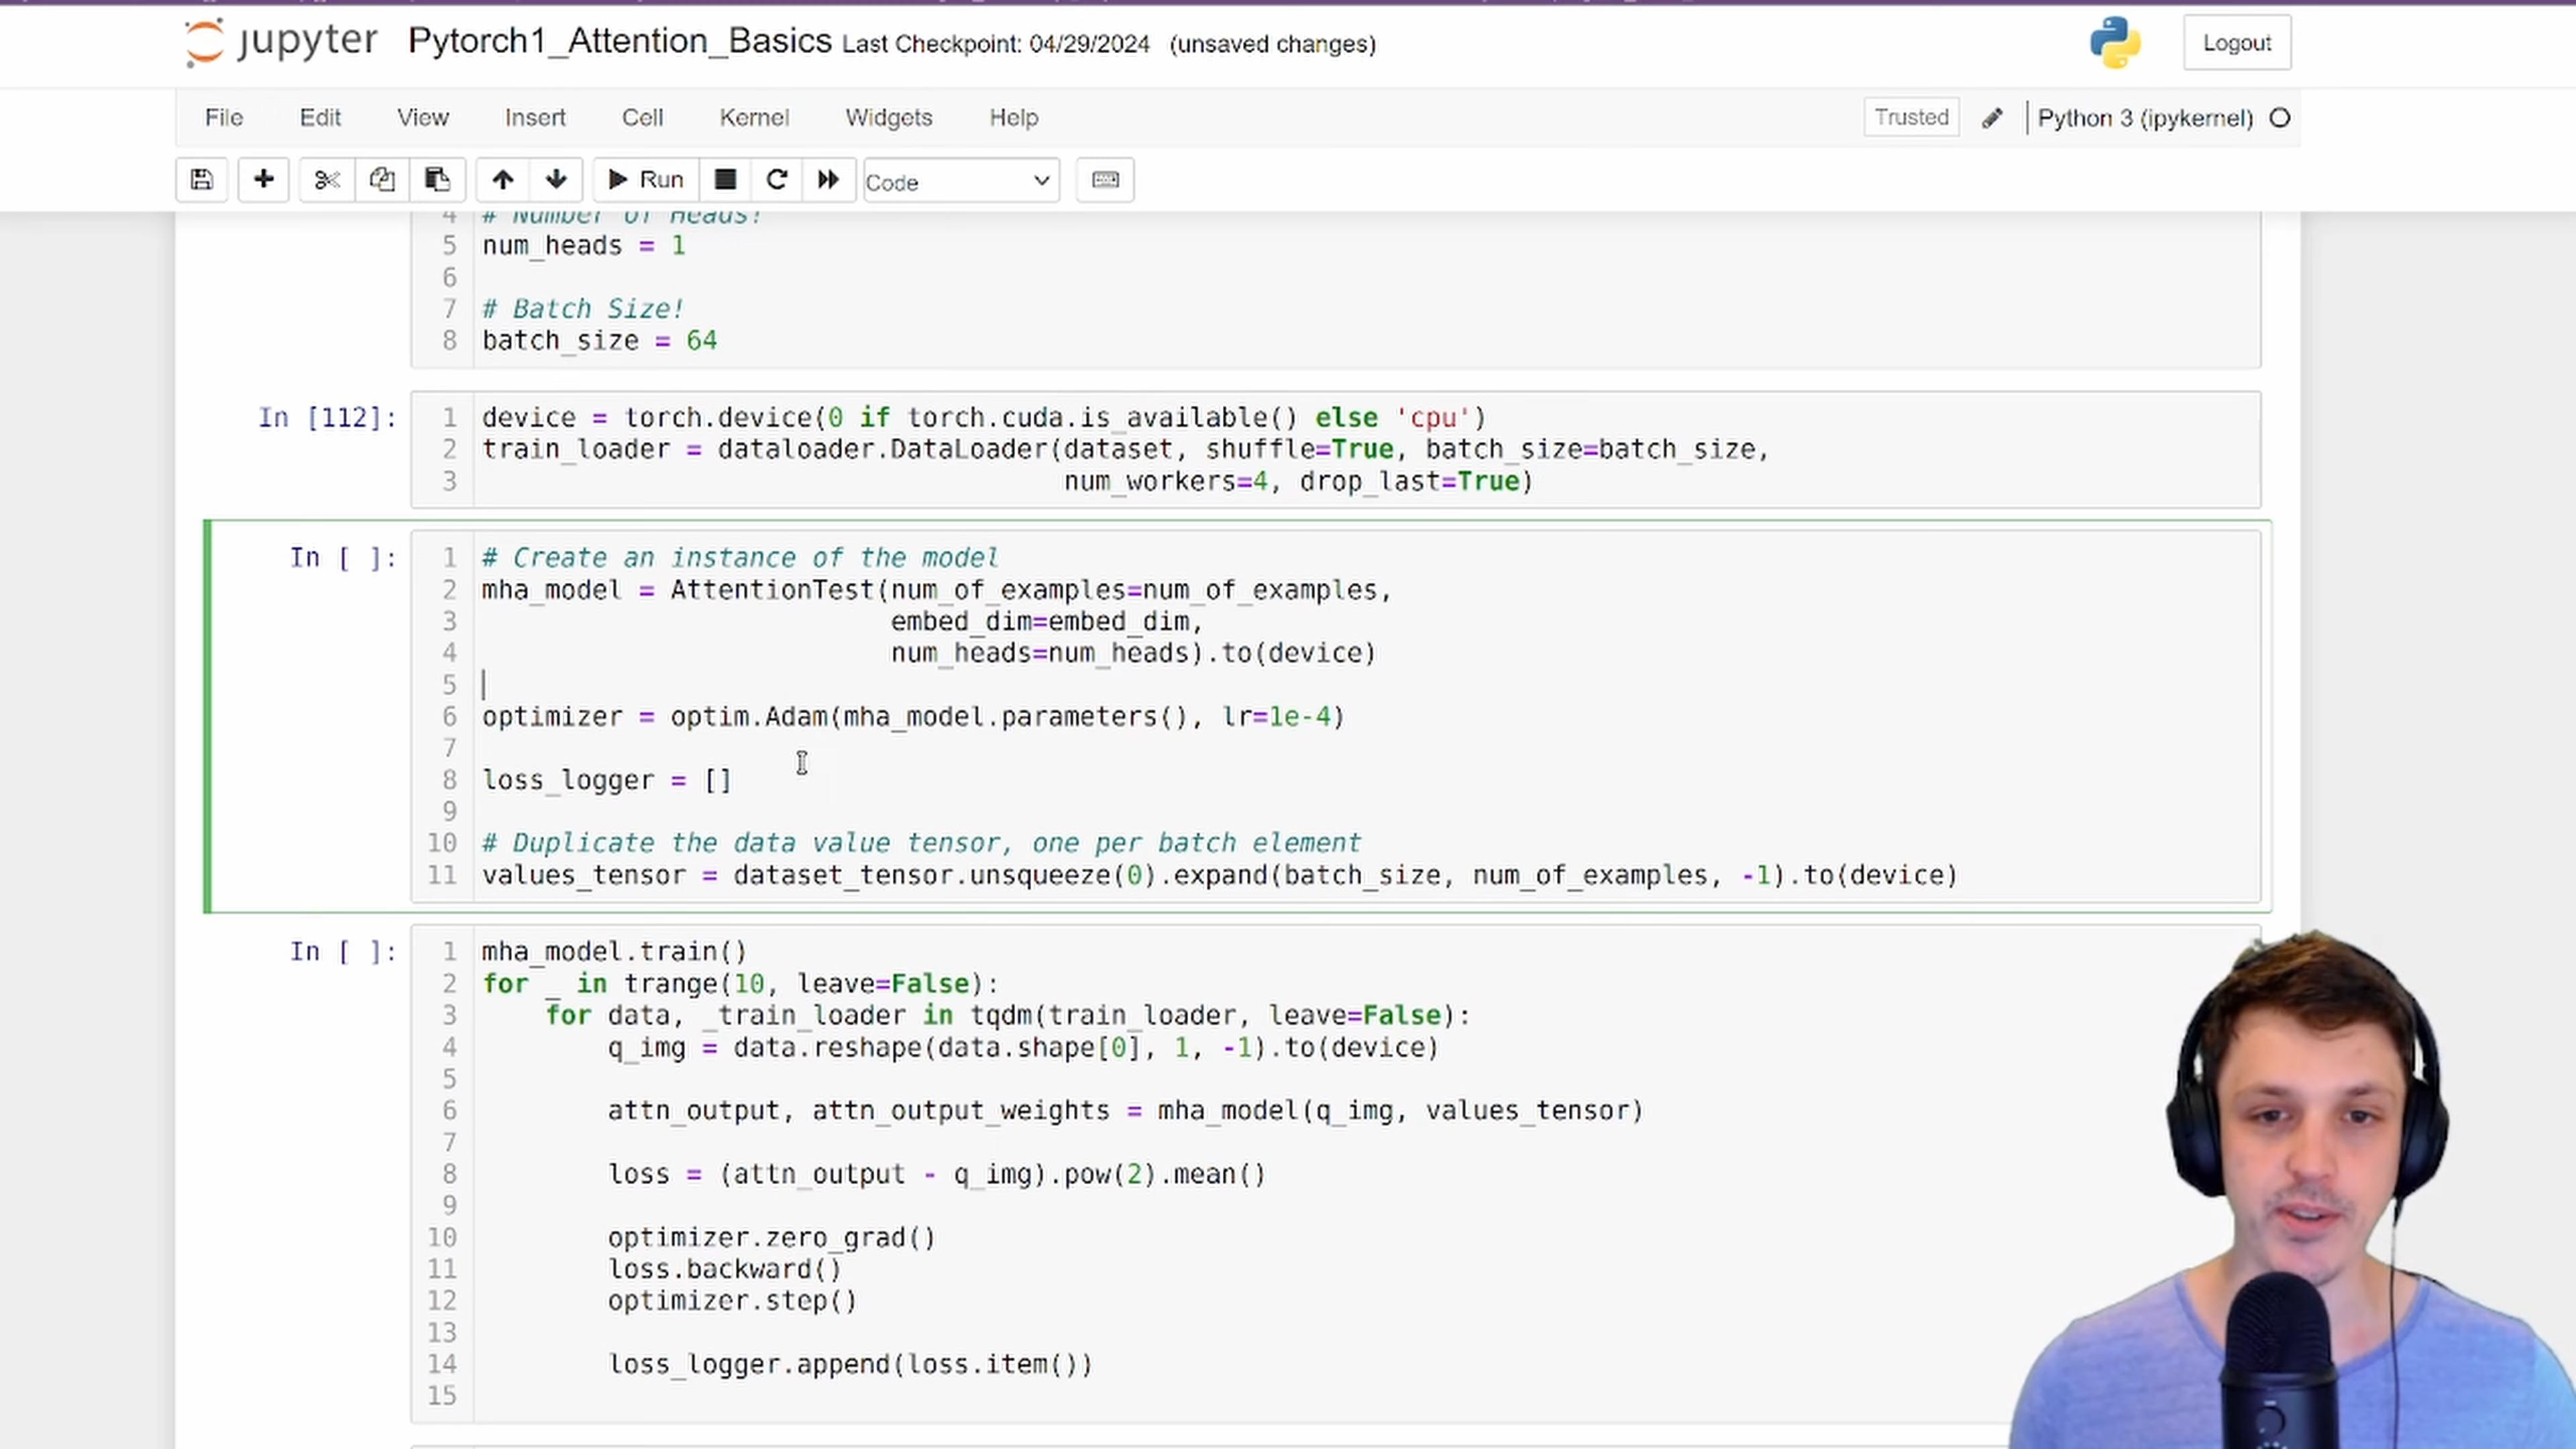 jupyter Pytorch1_Attention_Basics Last Checkpoint: 04/29/2024 (unsaved changes) Logout
File Edit View Insert Cell Kernel Widgets Help Trusted Python 3 (ipykernel)
Run Code
4 # Number of Heads!
5 num_heads = 1
6
7 # Batch Size!
8 batch_size = 64
In [112]: 1 device = torch.device(0 if torch.cuda.is_available() else 'cpu')
2 train_loader = dataloader.DataLoader(dataset, shuffle=True, batch_size=batch_size,
3 num_workers=4, drop_last=True)
In [ ]: 1 # Create an instance of the model
2 mha_model = AttentionTest(num_of_examples=num_of_examples,
3 embed_dim=embed_dim,
4 num_heads=num_heads).to(device)
5
6 optimizer = optim.Adam(mha_model.parameters(), lr=1e-4)
7
8 loss_logger = []
9
10 # Duplicate the data value tensor, one per batch element
11 values_tensor = dataset_tensor.unsqueeze(0).expand(batch_size, num_of_examples, -1).to(device)
In [ ]: 1 mha_model.train()
2 for _ in trange(10, leave=False):
3 for data, _train_loader in tqdm(train_loader, leave=False):
4 q_img = data.reshape(data.shape[0], 1, -1).to(device)
5
6 attn_output, attn_output_weights = mha_model(q_img, values_tensor)
7
8 loss = (attn_output - q_img).pow(2).mean()
9
10 optimizer.zero_grad()
11 loss.backward()
12 optimizer.step()
13
14 loss_logger.append(loss.item())
15